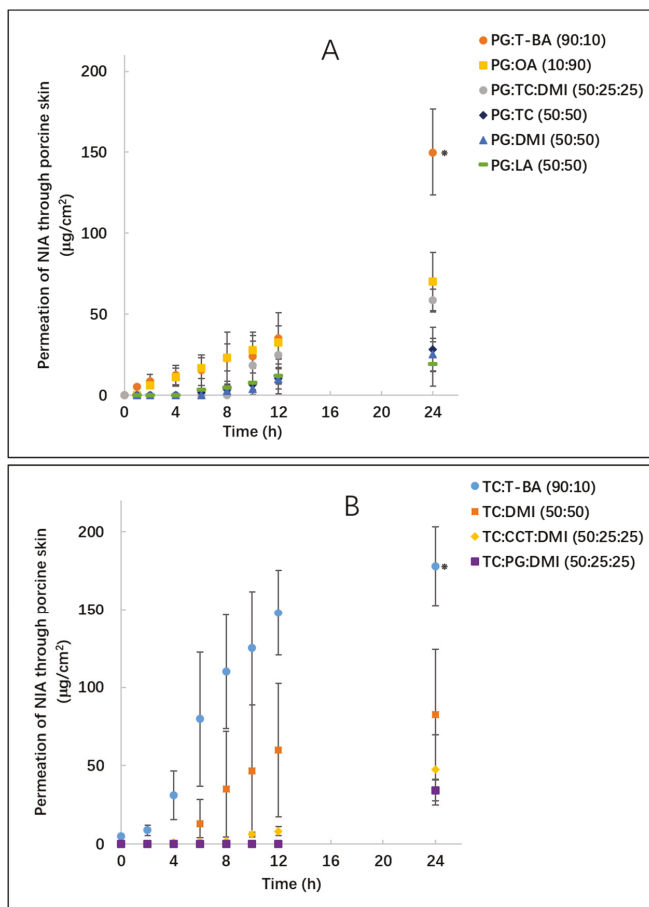 A
PG:T-BA (90:10)
PG:OA (10:90)
PG:TC:DMI (50:25:25)
PG:TC (50:50)
PG:DMI (50:50)
PG:LA (50:50)
Permeation of NIA through porcine skin
(μg/cm²)
200
150
*
100
50
0
0 4 8 12 16 20 24
Time (h)
B
TC:T-BA (90:10)
TC:DMI (50:50)
TC:CCT:DMI (50:25:25)
TC:PG:DMI (50:25:25)
Permeation of NIA through porcine skin
(μg/cm²)
200
*
150
100
50
0
0 4 8 12 16 20 24
Time (h)